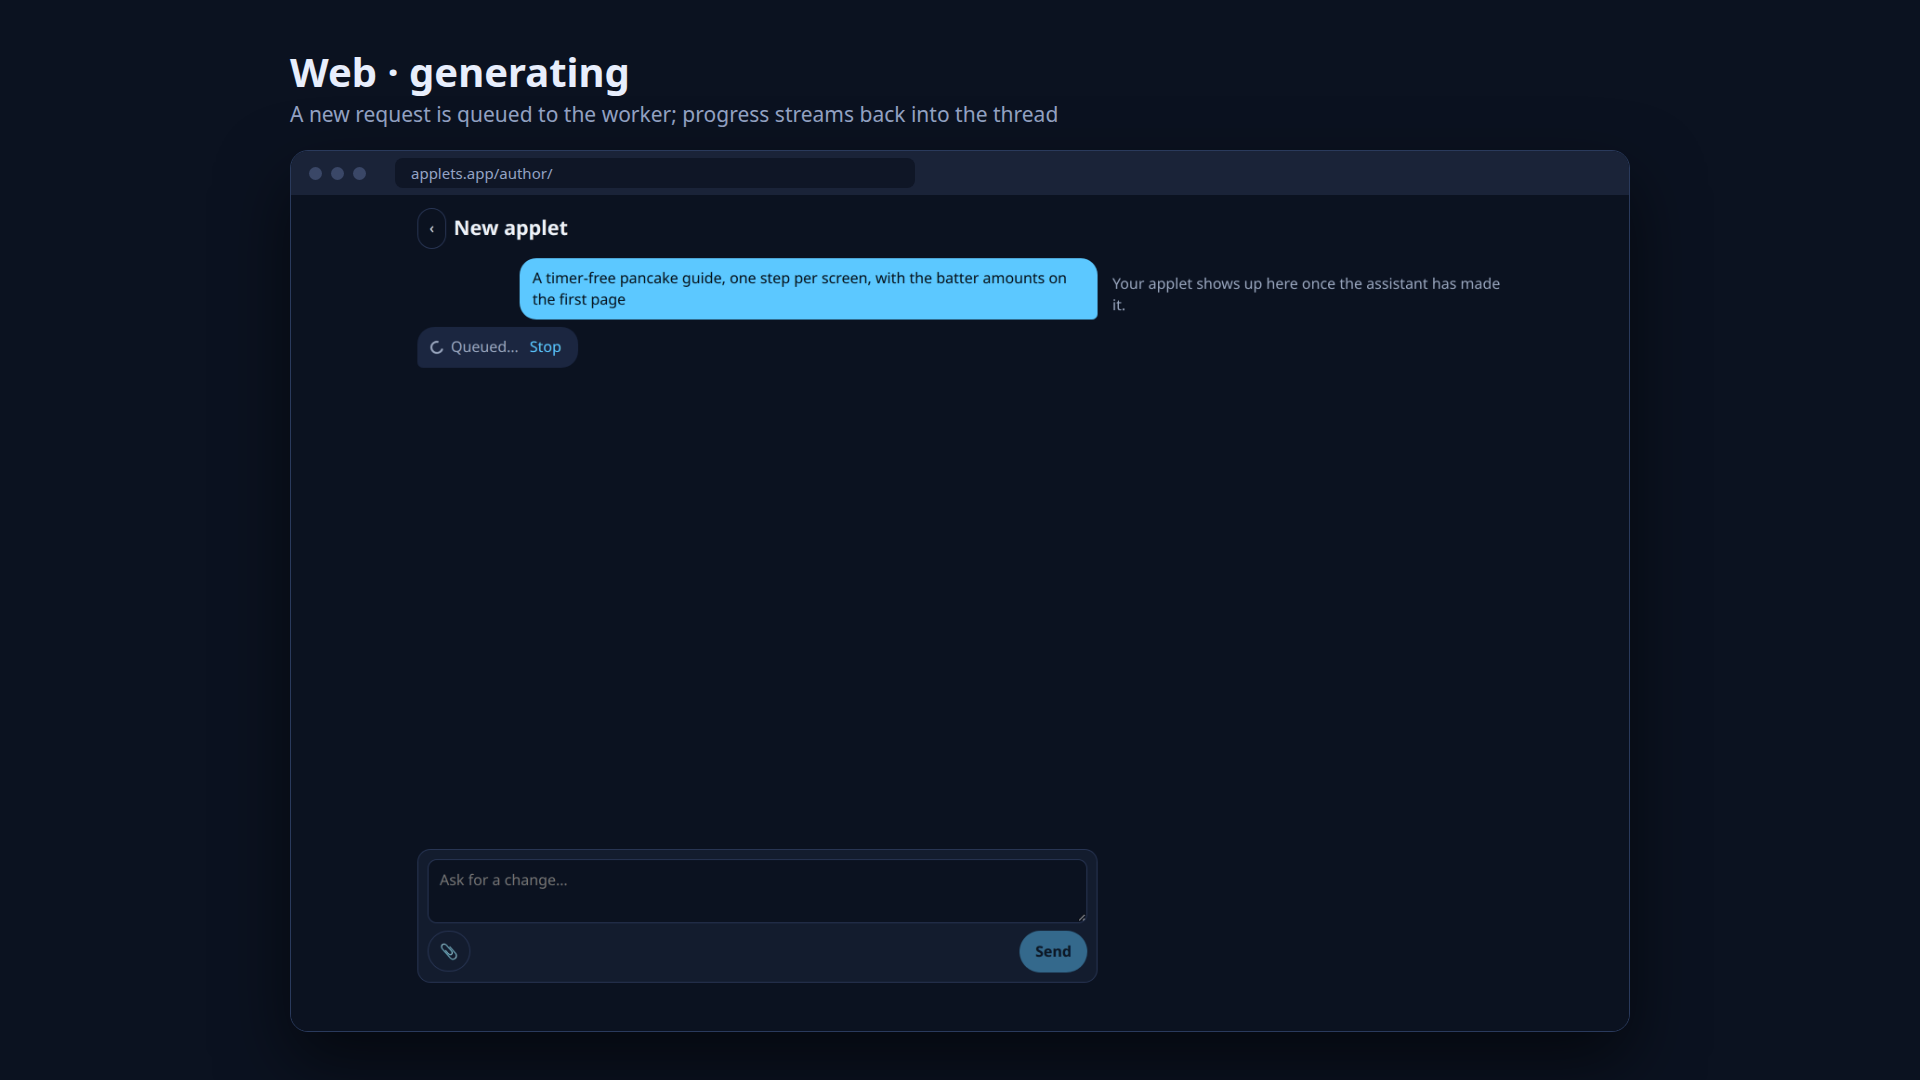 Web · generating
A new request is queued to the worker; progress streams back into the thread
applets.app/author/
‹ New applet
A timer-free pancake guide, one step per screen, with the batter amounts on
the first page
Your applet shows up here once the assistant has made
it.
Queued... Stop
Ask for a change...
Send